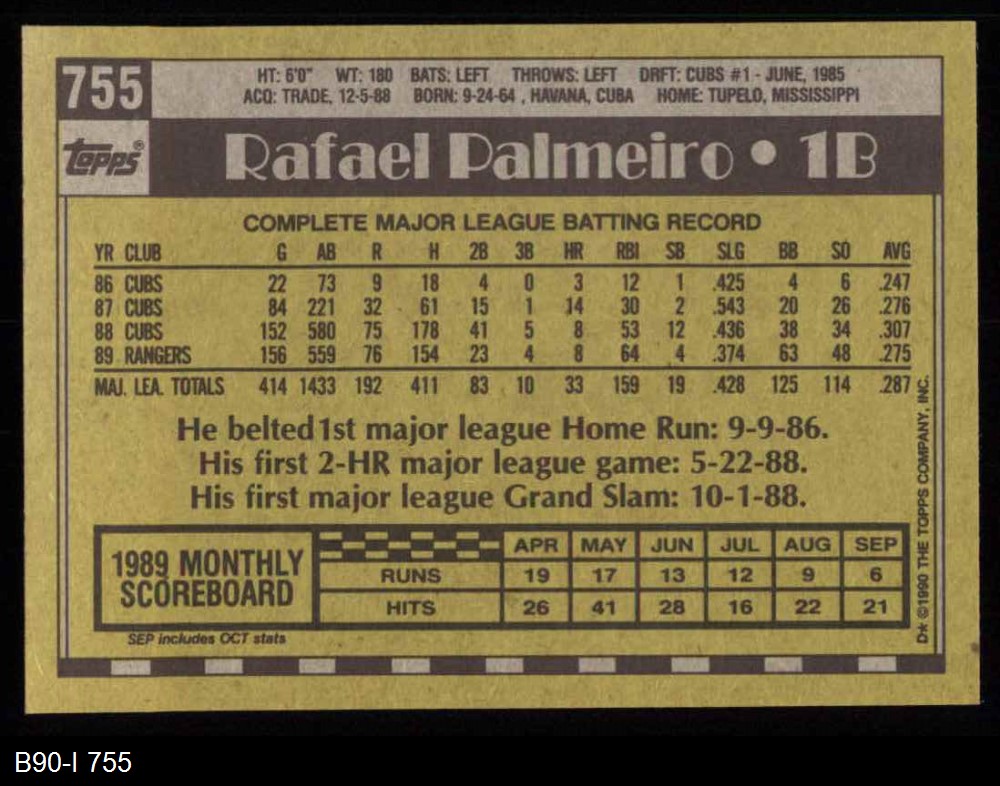 755
HT: 6'0" WT: 180 BATS: LEFT THROWS: LEFT DRFT: CUBS #1 - JUNE, 1985
ACQ: TRADE, 12-5-88 BORN: 9-24-64 , HAVANA, CUBA HOME: TUPELO, MISSISSIPPI
topps®
Rafael Palmeiro • 1B
COMPLETE MAJOR LEAGUE BATTING RECORD
YR CLUB G AB R H 2B 3B HR RBI SB SLG BB SO AVG
86 CUBS 22 73 9 18 4 0 3 12 1 .425 4 6 .247
87 CUBS 84 221 32 61 15 1 14 30 2 .543 20 26 .276
88 CUBS 152 580 75 178 41 5 8 53 12 .436 38 34 .307
89 RANGERS 156 559 76 154 23 4 8 64 4 .374 63 48 .275
MAJ. LEA. TOTALS 414 1433 192 411 83 10 33 159 19 .428 125 114 .287
He belted 1st major league Home Run: 9-9-86.
His first 2-HR major league game: 5-22-88.
His first major league Grand Slam: 10-1-88.
1989 MONTHLY
SCOREBOARD
APR MAY JUN JUL AUG SEP
RUNS 19 17 13 12 9 6
HITS 26 41 28 16 22 21
SEP includes OCT stats
D* ©1990 THE TOPPS COMPANY, INC.
B90-I 755